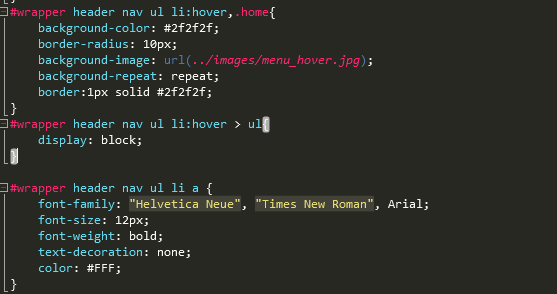 }
#wrapper header nav ul li:hover,.home{
background-color: #2f2f2f;
border-radius: 10px;
background-image: url(../images/menu_hover.jpg);
background-repeat: repeat;
border:1px solid #2f2f2f;
}
#wrapper header nav ul li:hover > ul{
display: block;
}
#wrapper header nav ul li a {
font-family: "Helvetica Neue", "Times New Roman", Arial;
font-size: 12px;
font-weight: bold;
text-decoration: none;
color: #FFF;
}